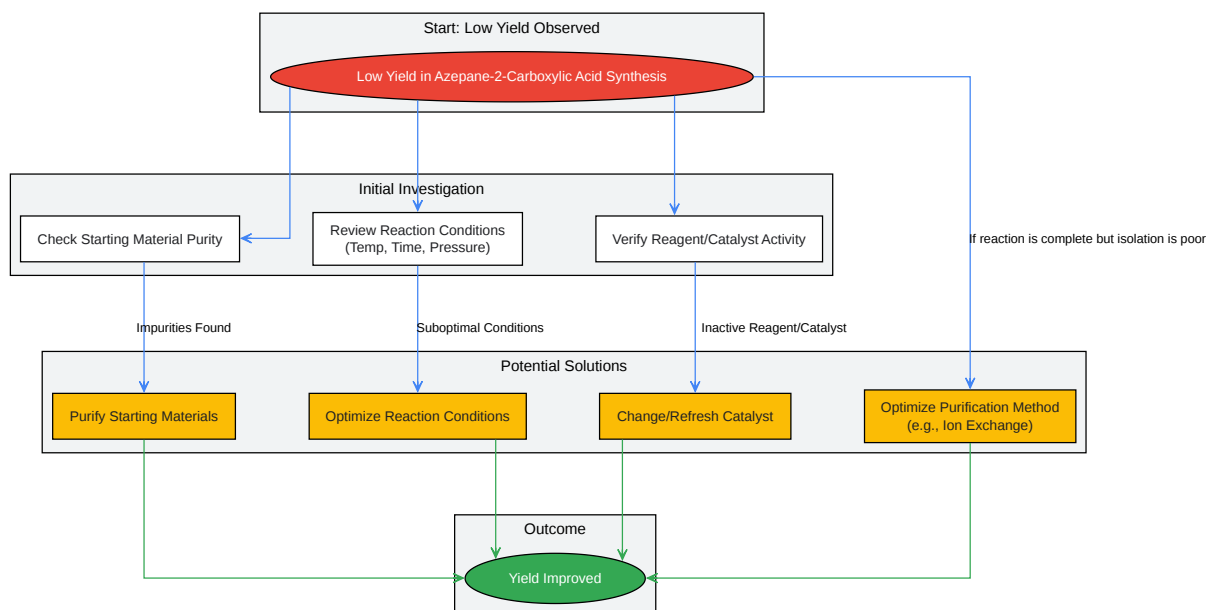 Start: Low Yield Observed
Low Yield in Azepane-2-Carboxylic Acid Synthesis
Initial Investigation
Check Starting Material Purity
Review Reaction Conditions
(Temp, Time, Pressure)
Verify Reagent/Catalyst Activity
If reaction is complete but isolation is poor
Impurities Found
Suboptimal Conditions
Inactive Reagent/Catalyst
Potential Solutions
Purify Starting Materials
Optimize Reaction Conditions
Change/Refresh Catalyst
Optimize Purification Method
(e.g., Ion Exchange)
Outcome
Yield Improved